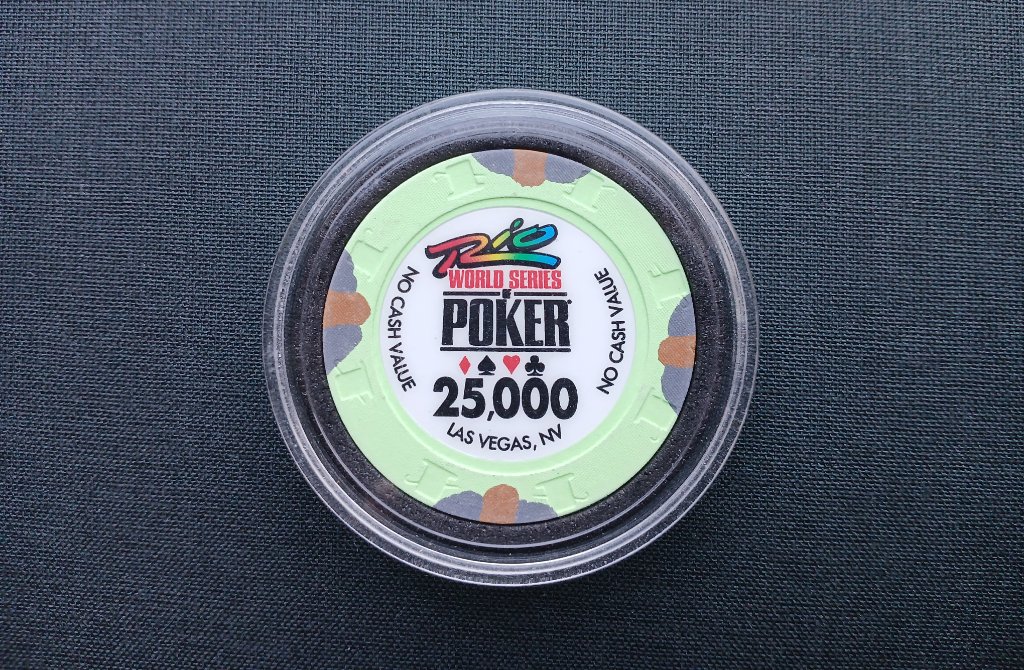 RIO
WORLD SERIES
OF
POKER®
25,000
LAS VEGAS, NV
NO CASH VALUE
NO CASH VALUE